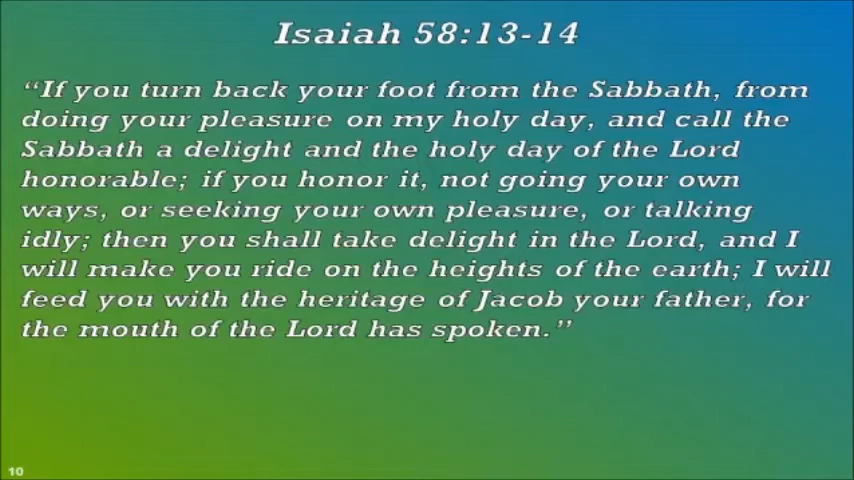 Isaiah 58:13-14
“If you turn back your foot from the Sabbath, from
doing your pleasure on my holy day, and call the
Sabbath a delight and the holy day of the Lord
honorable; if you honor it, not going your own
ways, or seeking your own pleasure, or talking
idly; then you shall take delight in the Lord, and I
will make you ride on the heights of the earth; I will
feed you with the heritage of Jacob your father, for
the mouth of the Lord has spoken.”
10